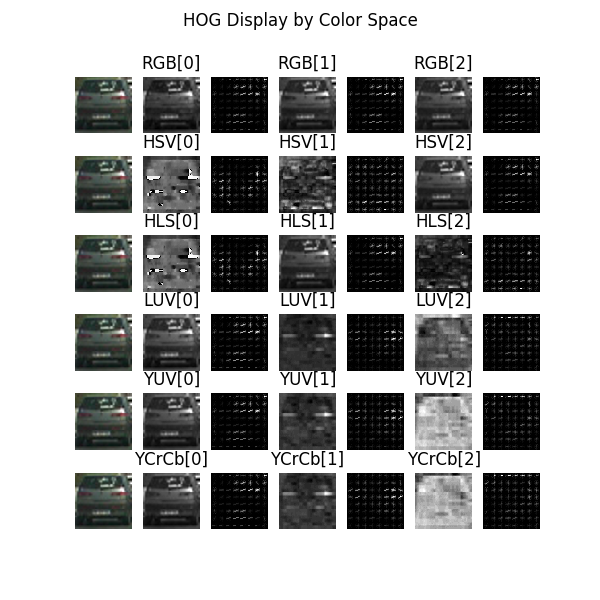 HOG Display by Color Space
RGB[0] RGB[1] RGB[2]
HSV[0] HSV[1] HSV[2]
HLS[0] HLS[1] HLS[2]
LUV[0] LUV[1] LUV[2]
YUV[0] YUV[1] YUV[2]
YCrCb[0] YCrCb[1] YCrCb[2]